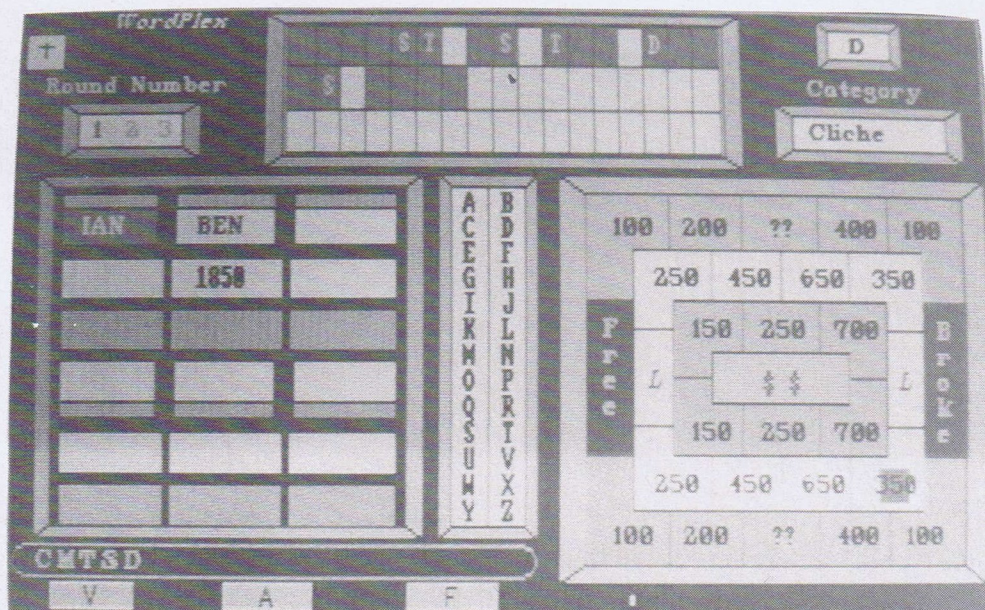 WordPlex
†
Round Number
1 2 3
S I S I D
S
D
Category
Cliche
IAN BEN
1850
A B
C D
E F
G H
I J
K L
M N
O P
Q R
S T
U V
W X
Y Z
100 200 ?? 400 100
250 450 650 350
Free
150 250 700
Broke
L $ $ L
150 250 700
250 450 650 350
100 200 ?? 400 100
CMTSD
V A F